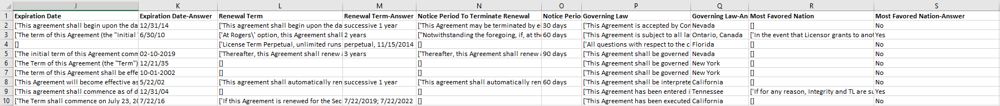 J K L M N O P Q R S
1 Expiration Date Expiration Date-Answer Renewal Term Renewal Term-Answer Notice Period To Terminate Renewal Notice Perio Governing Law Governing Law-An Most Favored Nation Most Favored Nation-Answer
2 ['This agreement shall begin upon the da 12/31/14 ['This agreement shall begin upon the da successive 1 year ['This Agreement may be terminated by e 30 days ['This Agreement is accepted by Con Nevada [] No
3 ['The term of this Agreement (the "Initial 6/30/10 ['At Rogers\' option, this Agreement shall 2 years ["Notwithstanding the foregoing, if, at the 60 days ['This Agreement is subject to all la Ontario, Canada ['In the event that Licensor grants to anot Yes
4 [] ['License Term Perpetual, unlimited runs perpetual, 11/15/2014 [] ['All questions with respect to the c Florida [] No
5 ['The initial term of this Agreement comm 02-10-2019 ['Thereafter, this Agreement shall renew 3 years ['Thereafter, this Agreement shall renew 90 days ['This Agreement shall be governed Nevada [] No
6 ['The Term of this Agreement (the "Term") 12/21/35 [] [] ['This Agreement shall be governed New York [] No
7 ['The term of this Agreement shall be effe 10-01-2002 [] [] ['This Agreement shall be governed New York [] No
8 ['This Agreement will become effective as 5/22/02 ['This agreement shall automatically ren successive 1 year ['This agreement shall automatically ren 60 days ['This Agreement shall be interprete California [] No
9 ['This agreement shall commence as of d 12/31/04 [] [] ['This Agreement has been entered i Tennessee ['If for any reason, Integrity and TL are su Yes
10 ['The Term shall commence on July 23, 20 7/22/16 ['If this Agreement is renewed for the Sec 7/22/2019; 7/22/2022 [] ['This Agreement has been executed California [] No